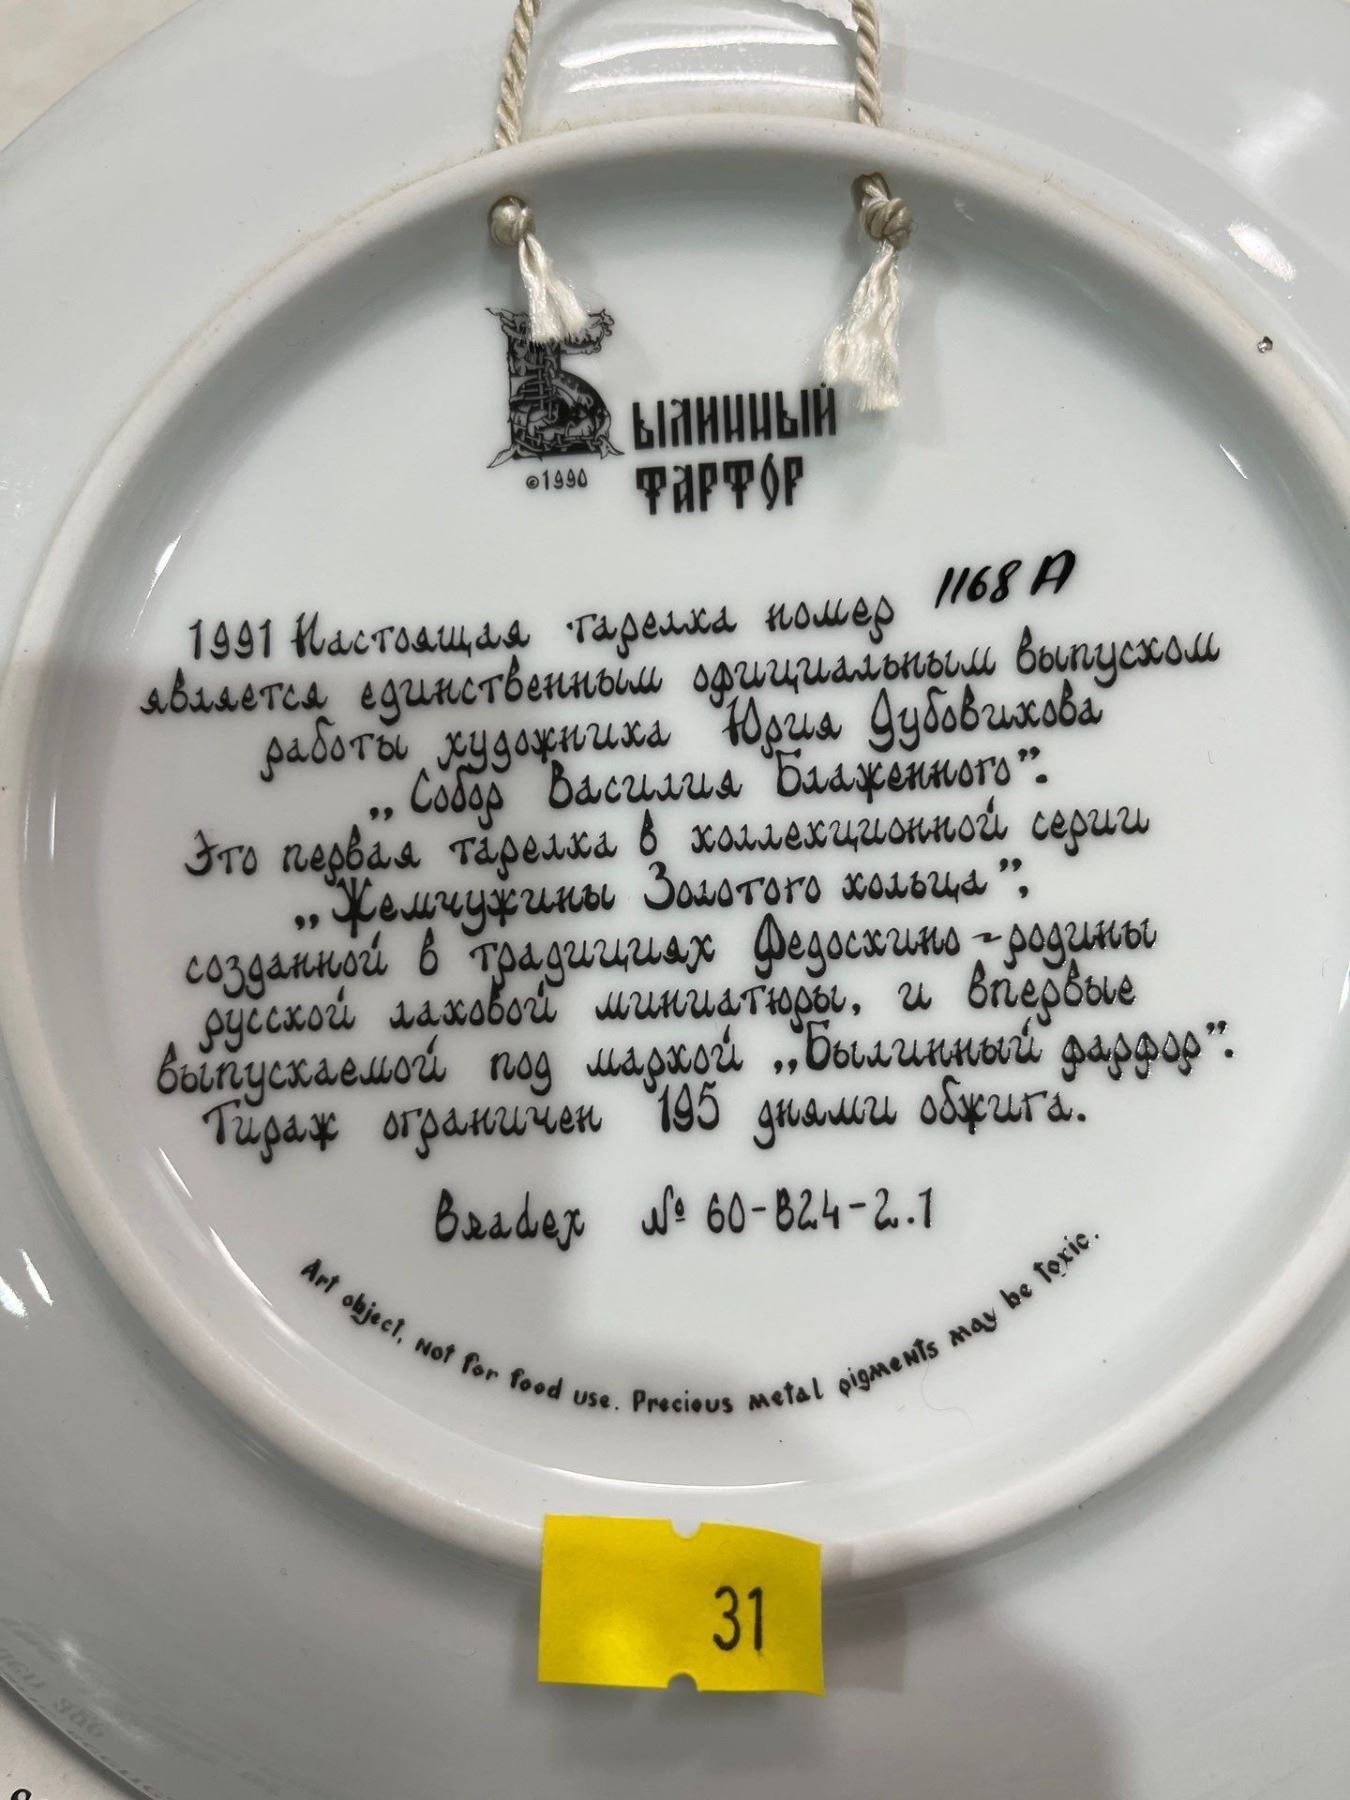 Былинный
©1990
фарфор
1168 А
1991 Настоящая тарелка номер
является единственным официальным выпуском
работы художника Юрия Дубовикова
„Собор Василия Блаженного”.
Это первая тарелка в коллекционной серии
„Жемчужины Золотого кольца”,
созданной в традициях Федоскино - родины
русской лаковой миниатюры, и впервые
выпускаемой под маркой „Былинный фарфор”.
Тираж ограничен 195 днями обжига.
Bradex № 60-B24-2.1
Art object, not for food use. Precious metal pigments may be toxic.
31